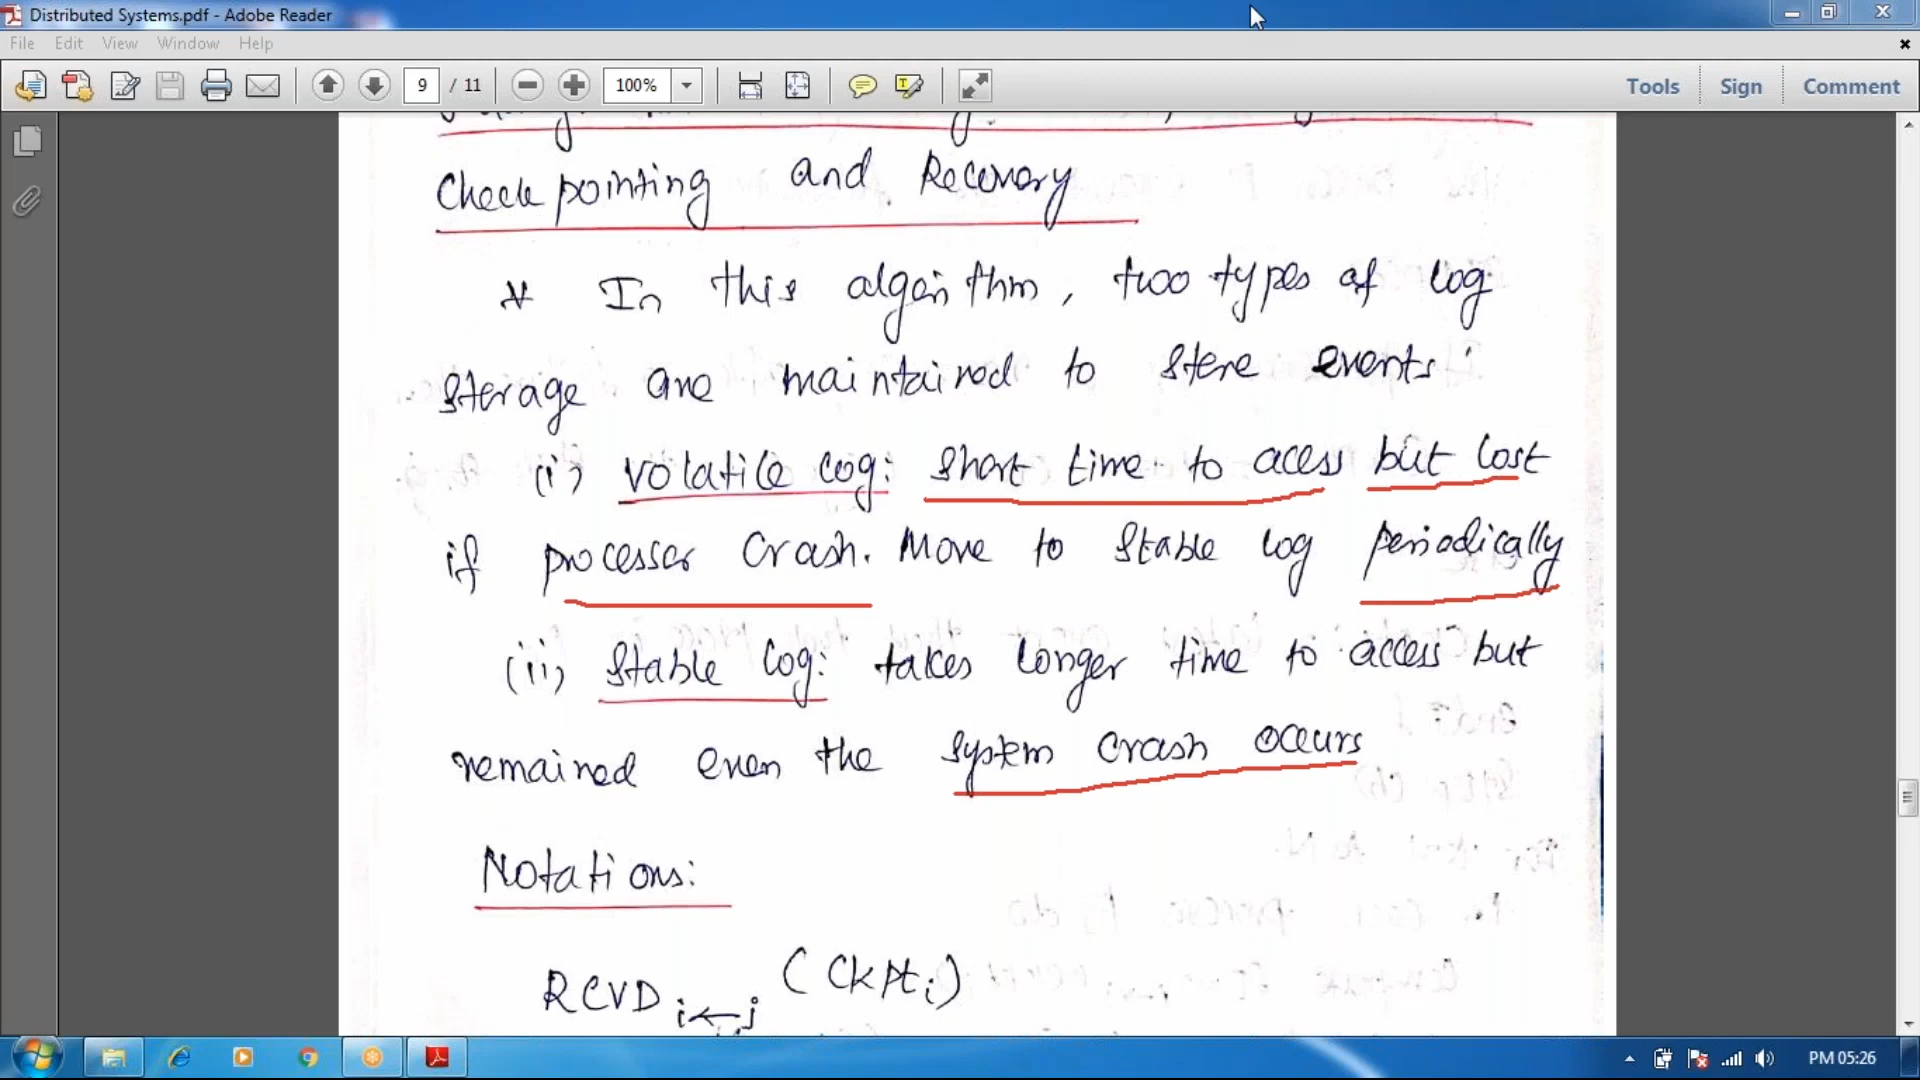 Distributed Systems.pdf - Adobe Reader
File Edit View Window Help
9 / 11 100% Tools Sign Comment
Check pointing and Recovery
* In this algorithm, two types of log
storage are maintained to store events:
(i) Volatile log: short time to acess but lost
if processor crash. Move to stable log periodically
(ii) Stable log: takes longer time to access but
remained even the system crash occurs
Notations:
RCVD i←j (CkPt i)
PM 05:26